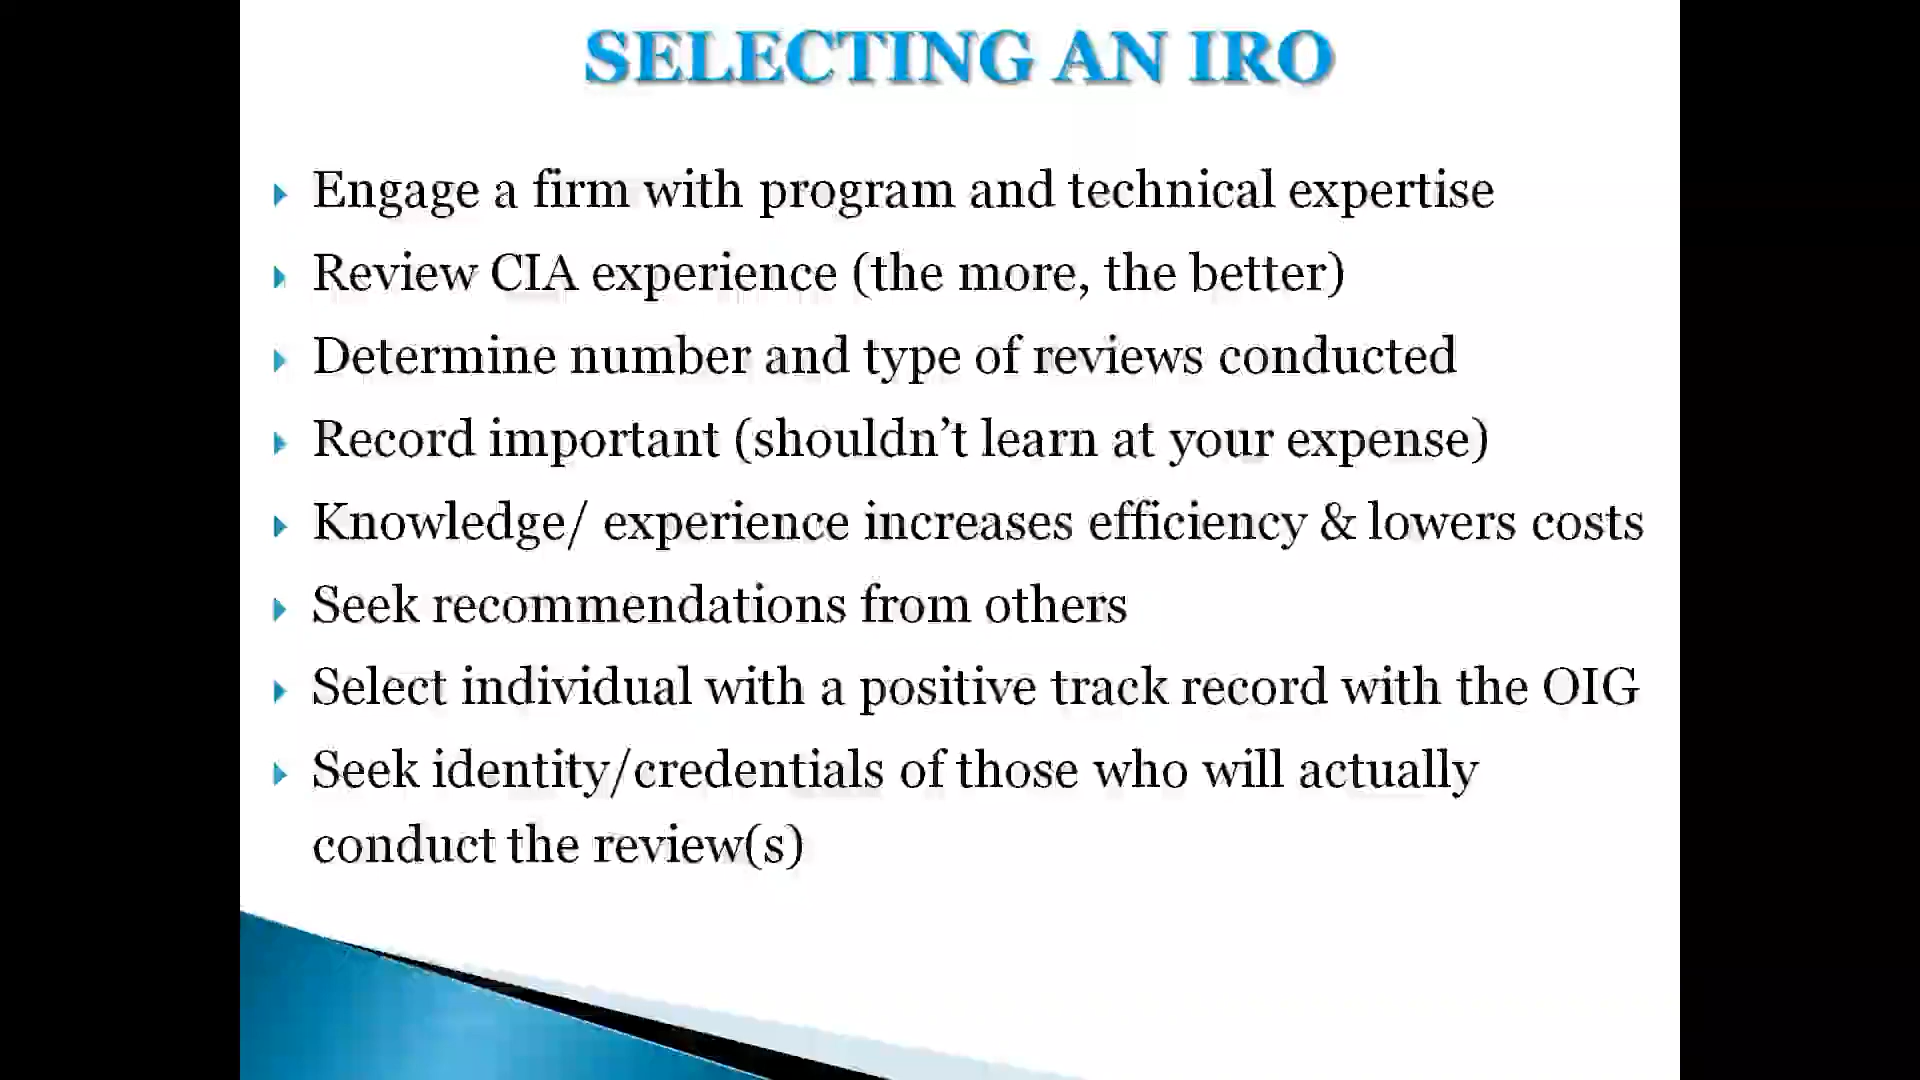 SELECTING AN IRO
Engage a firm with program and technical expertise
Review CIA experience (the more, the better)
Determine number and type of reviews conducted
Record important (shouldn’t learn at your expense)
Knowledge/ experience increases efficiency & lowers costs
Seek recommendations from others
Select individual with a positive track record with the OIG
Seek identity/credentials of those who will actually
conduct the review(s)